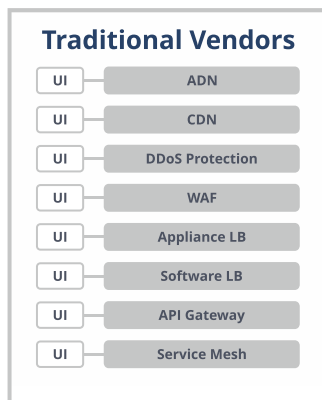 Traditional Vendors
UI ADN
UI CDN
UI DDoS Protection
UI WAF
UI Appliance LB
UI Software LB
UI API Gateway
UI Service Mesh